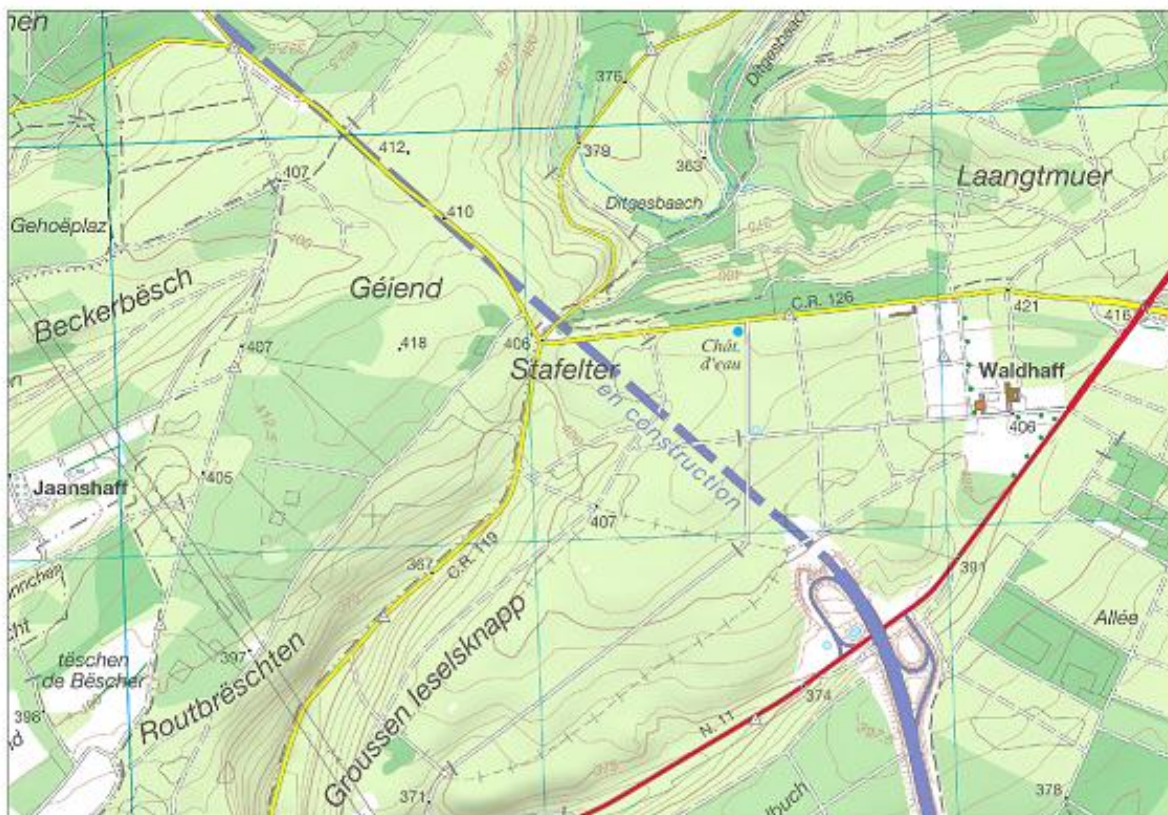 Ditgesbaach
376
412
379
363
407
Laangtmuer
Ditgesbaach
410
Gehoëplaz
400
Beckerbësch
Géiend
C.R. 126
421
416
407
418
406
Chât.
d'eau
Stafelter
Waldhaff
406
en construction
405
Jaanshaff
407
367
C.R. 119
391
Allée
tëschen
de Bëscher
397
Routbrëschten
Groussen Ieselsknapp
398
374
N. 11
371
378